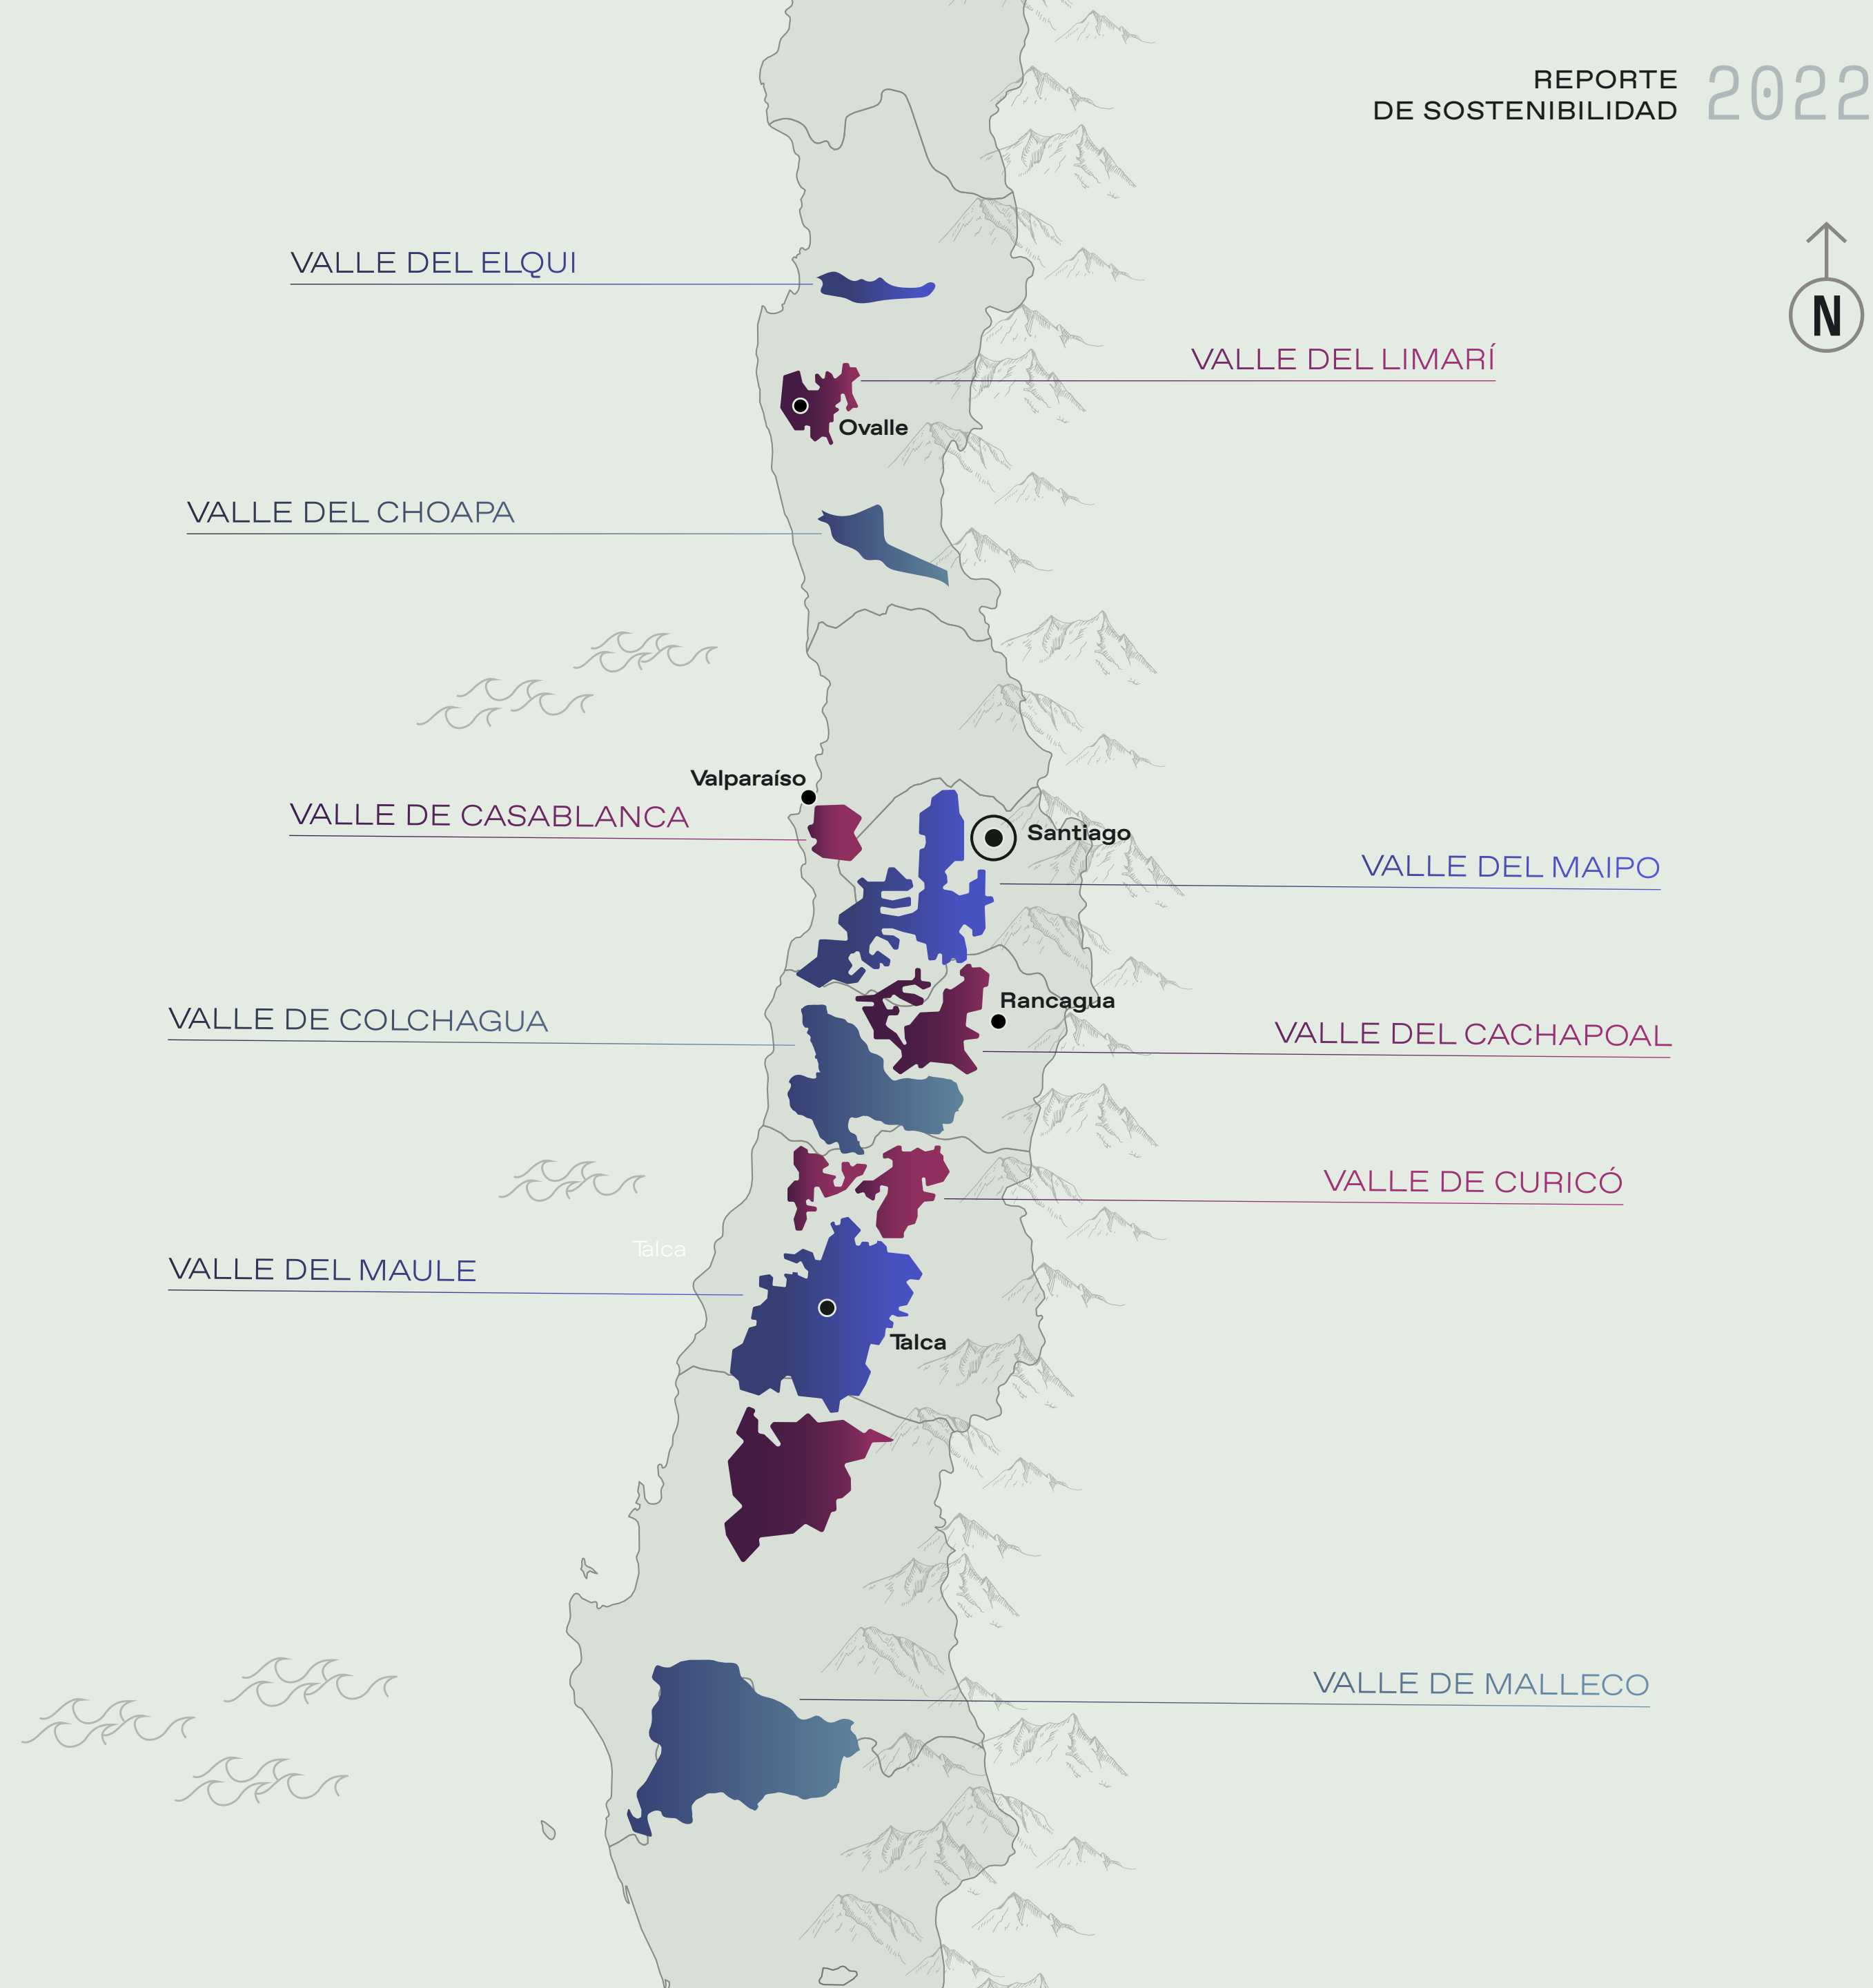 REPORTE
DE SOSTENIBILIDAD
2022
N
VALLE DEL ELQUI
VALLE DEL LIMARÍ
Ovalle
VALLE DEL CHOAPA
Valparaíso
VALLE DE CASABLANCA
Santiago
VALLE DEL MAIPO
Rancagua
VALLE DE COLCHAGUA
VALLE DEL CACHAPOAL
VALLE DE CURICÓ
Talca
VALLE DEL MAULE
Talca
VALLE DE MALLECO